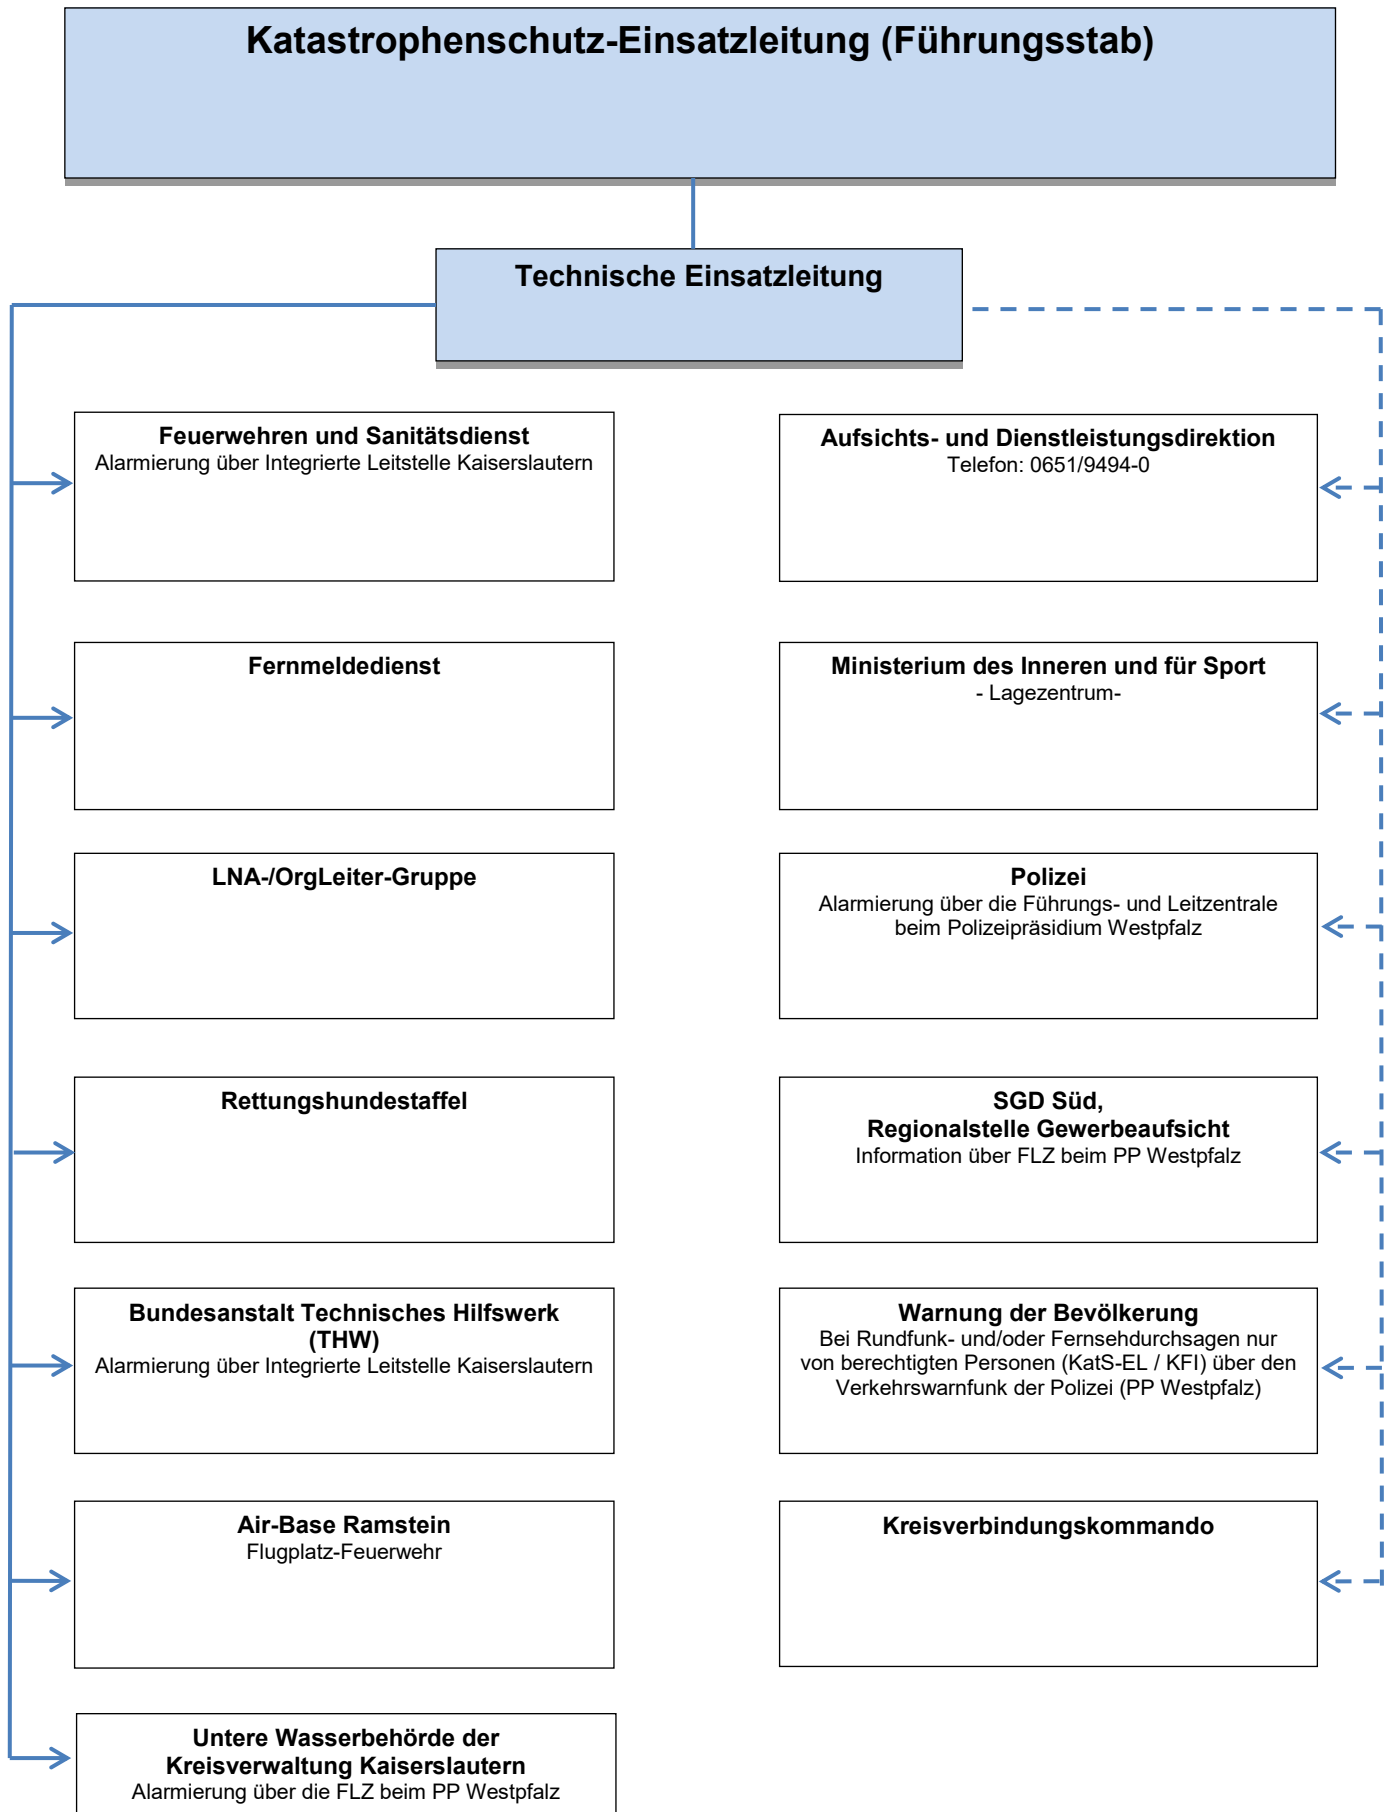 Katastrophenschutz-Einsatzleitung (Führungsstab)
Technische Einsatzleitung
Feuerwehren und Sanitätsdienst
Alarmierung über Integrierte Leitstelle Kaiserslautern
Aufsichts- und Dienstleistungsdirektion
Telefon: 0651/9494-0
Fernmeldedienst
Ministerium des Inneren und für Sport
- Lagezentrum-
LNA-/OrgLeiter-Gruppe
Polizei
Alarmierung über die Führungs- und Leitzentrale
beim Polizeipräsidium Westpfalz
Rettungshundestaffel
SGD Süd,
Regionalstelle Gewerbeaufsicht
Information über FLZ beim PP Westpfalz
Bundesanstalt Technisches Hilfswerk
(THW)
Alarmierung über Integrierte Leitstelle Kaiserslautern
Warnung der Bevölkerung
Bei Rundfunk- und/oder Fernsehdurchsagen nur
von berechtigten Personen (KatS-EL / KFI) über den
Verkehrswarnfunk der Polizei (PP Westpfalz)
Air-Base Ramstein
Flugplatz-Feuerwehr
Kreisverbindungskommando
Untere Wasserbehörde der
Kreisverwaltung Kaiserslautern
Alarmierung über die FLZ beim PP Westpfalz